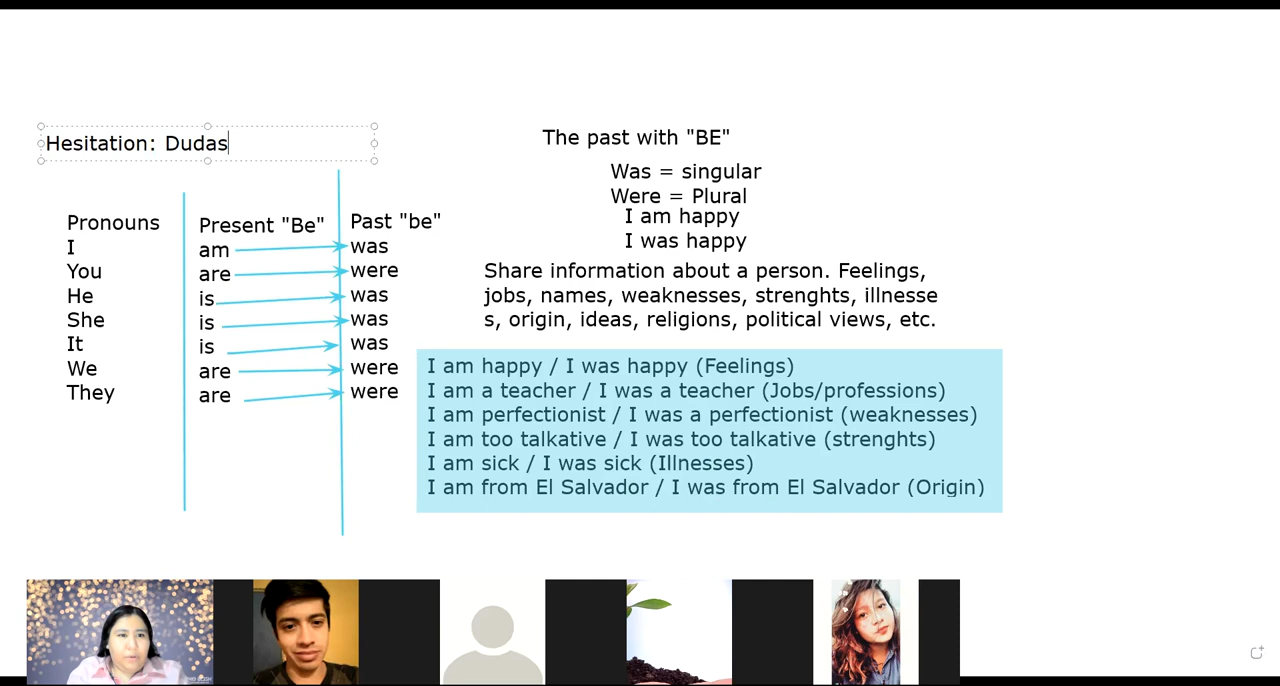 Hesitation: Dudas
Pronouns
I
You
He
She
It
We
They
Present "Be"
am
are
is
is
is
are
are
Past "be"
was
were
was
was
was
were
were
The past with "BE"
Was = singular
Were = Plural
I am happy
I was happy
Share information about a person. Feelings,
jobs, names, weaknesses, strenghts, illnesse
s, origin, ideas, religions, political views, etc.
I am happy / I was happy (Feelings)
I am a teacher / I was a teacher (Jobs/professions)
I am perfectionist / I was a perfectionist (weaknesses)
I am too talkative / I was too talkative (strenghts)
I am sick / I was sick (Illnesses)
I am from El Salvador / I was from El Salvador (Origin)